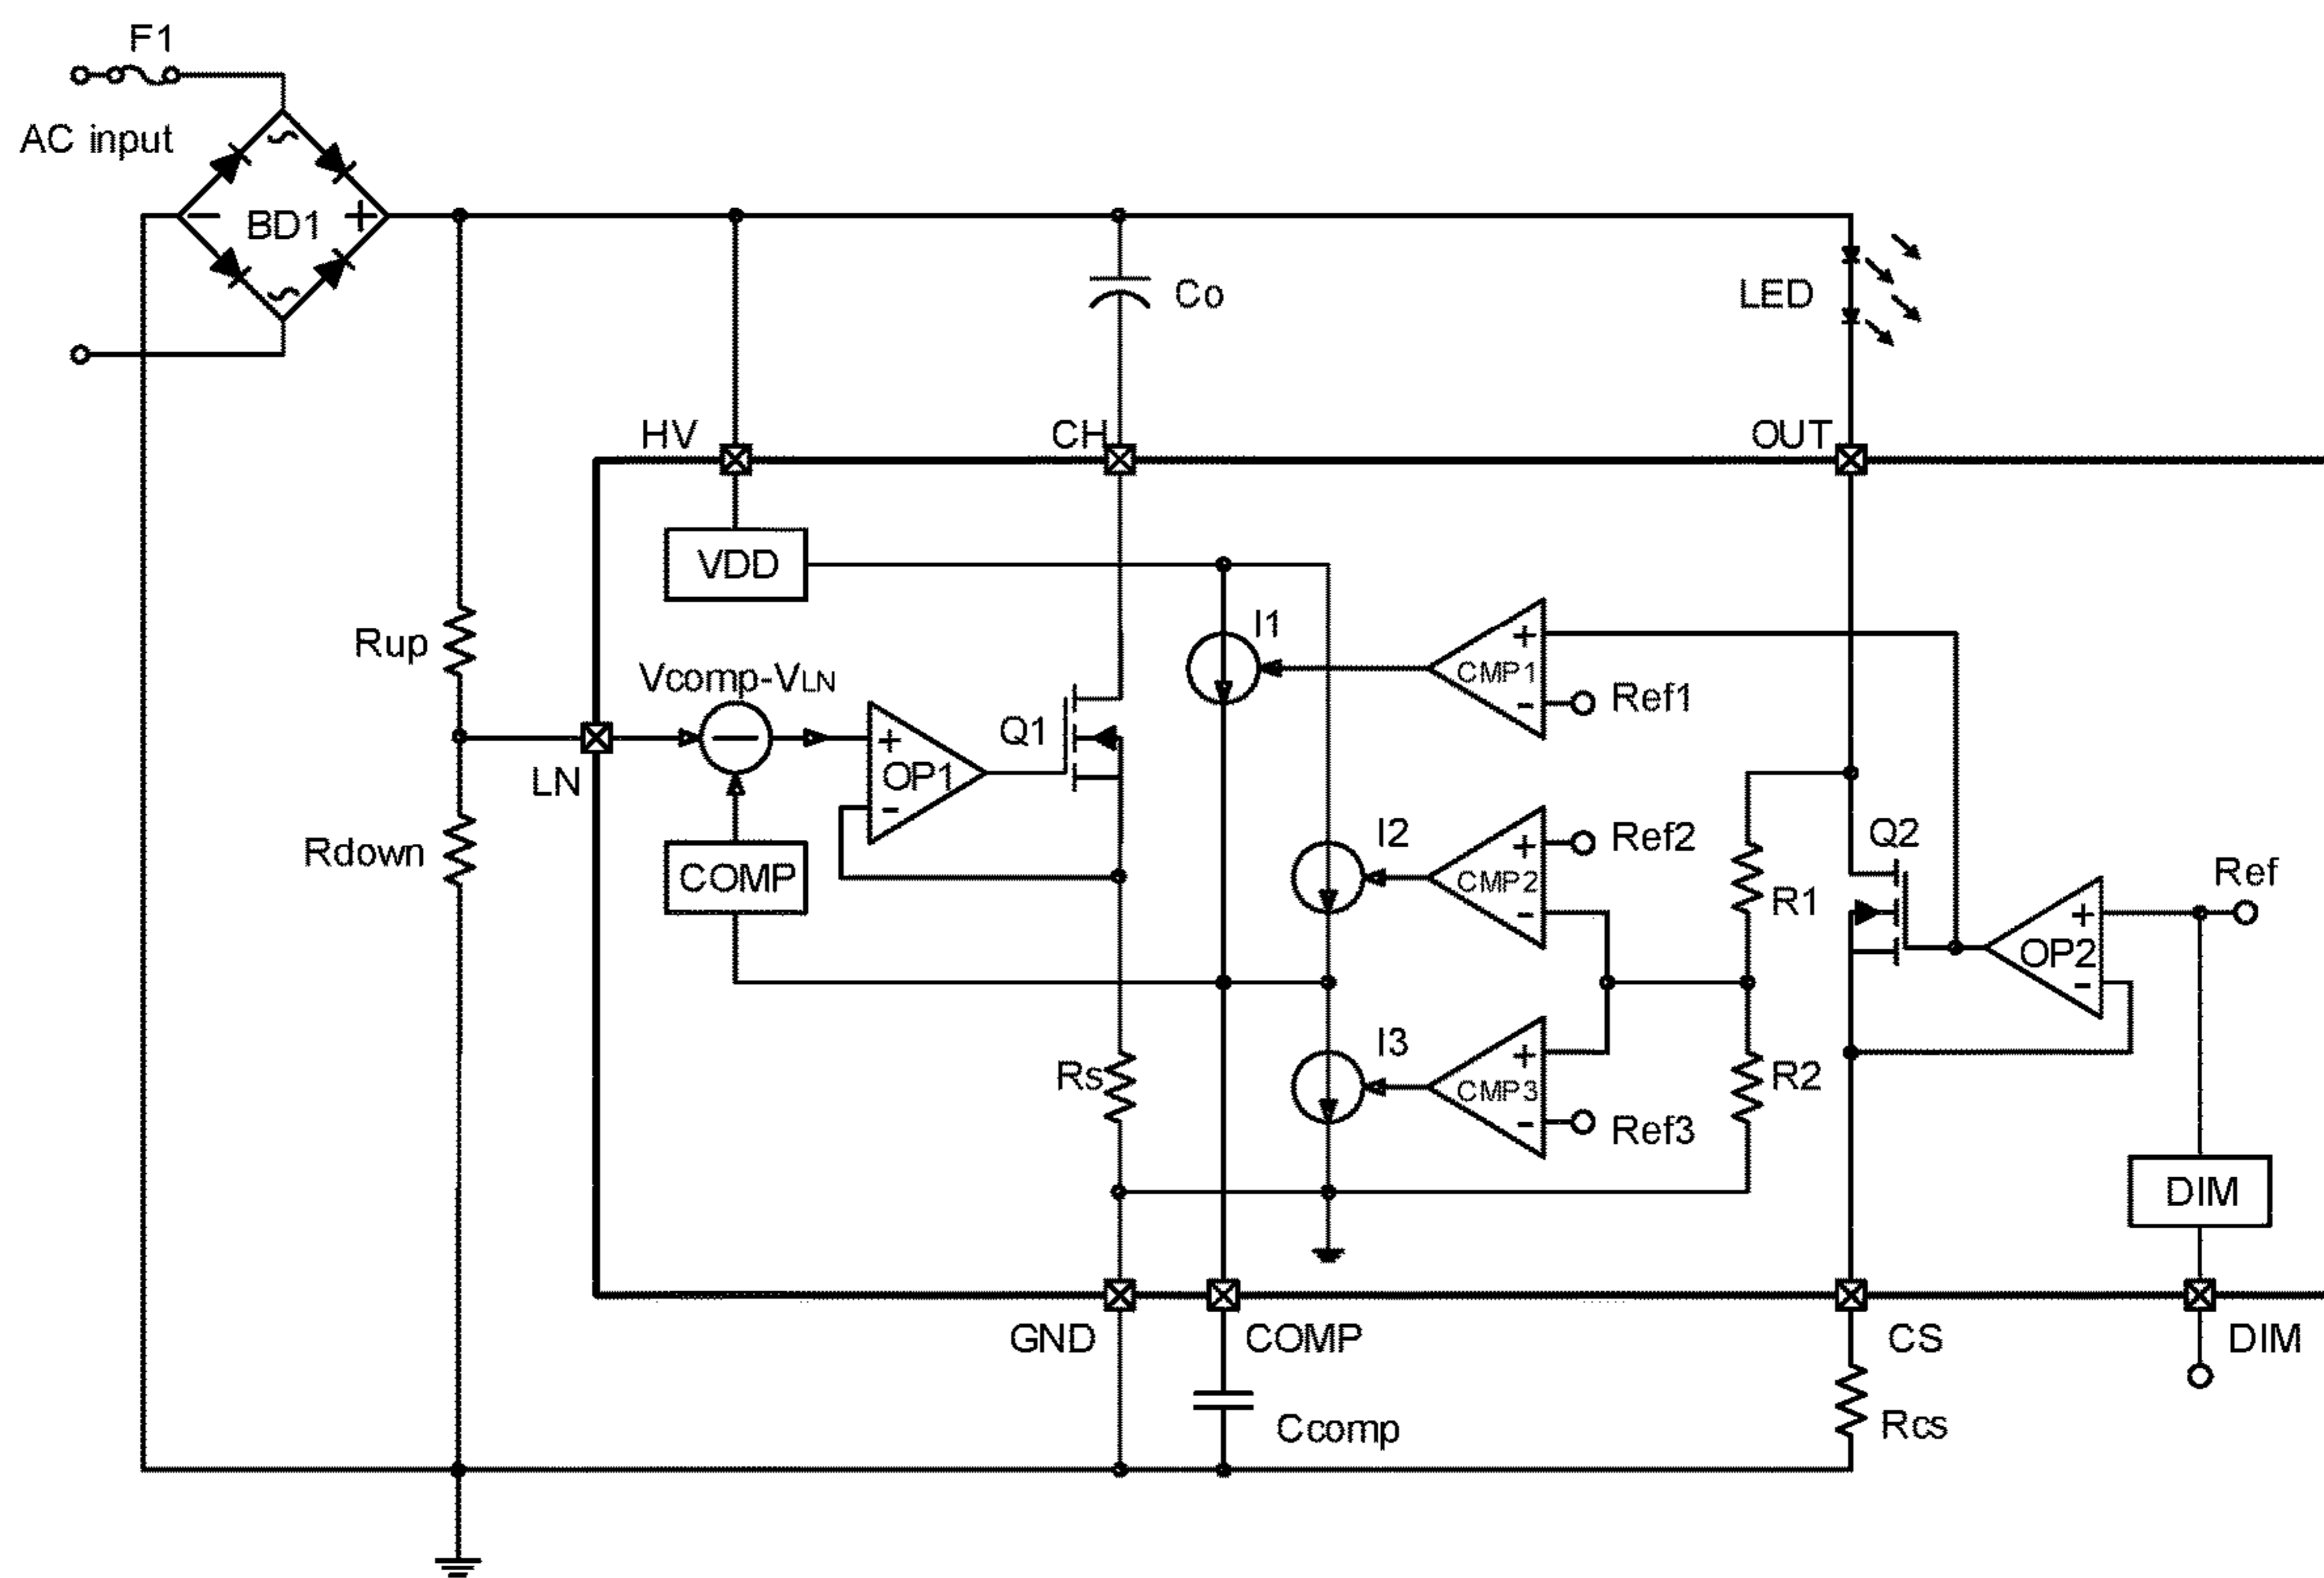 F1
AC input
BD1
Co
LED
HV
CH
OUT
VDD
I1
Rup
Vcomp-VLN
CMP1
Ref1
Q1
OP1
LN
I2
Ref2
Q2
Rdown
COMP
CMP2
R1
Ref
OP2
I3
Rs
CMP3
R2
Ref3
DIM
GND
COMP
CS
DIM
Ccomp
Rcs